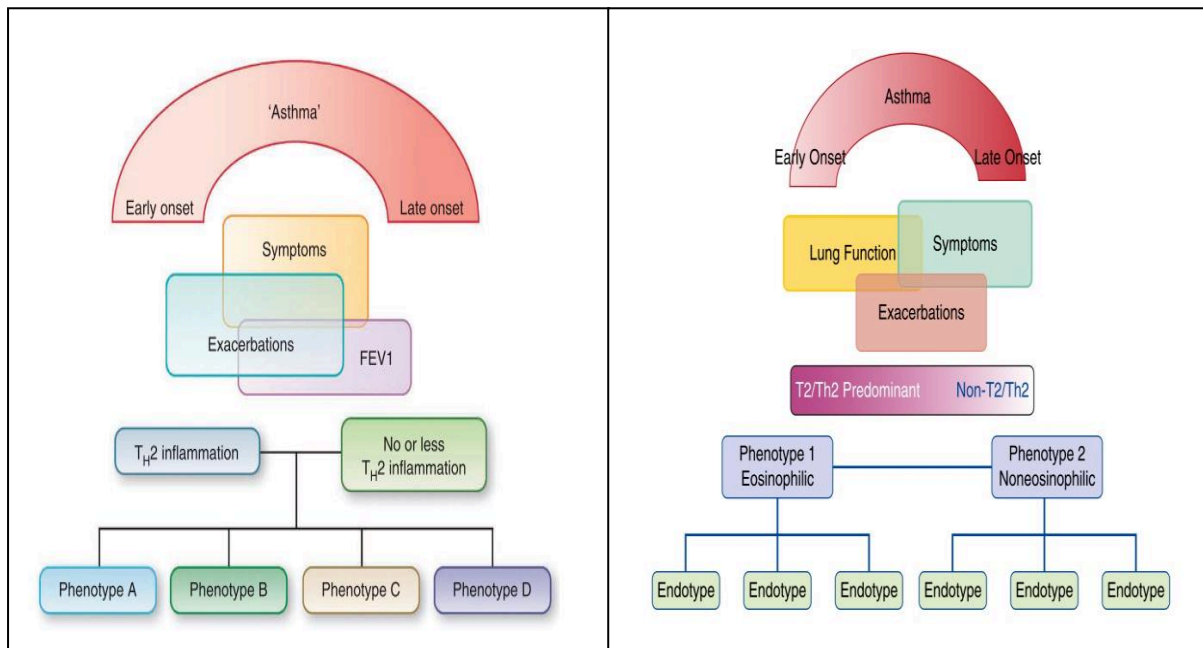 'Asthma'
Early onset
Late onset
Symptoms
Exacerbations
FEV1
TH2 inflammation
No or less
TH2 inflammation
Phenotype A
Phenotype B
Phenotype C
Phenotype D
Asthma
Early Onset
Late Onset
Lung Function
Symptoms
Exacerbations
T2/Th2 Predominant
Non-T2/Th2
Phenotype 1
Eosinophilic
Phenotype 2
Noneosinophilic
Endotype
Endotype
Endotype
Endotype
Endotype
Endotype